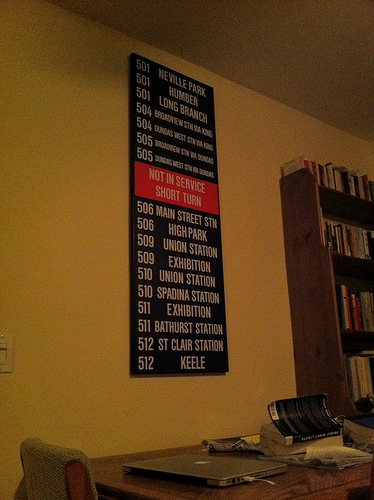 501 NEVILLE PARK
501 HUMBER
501 LONG BRANCH
504 BROADVIEW STN VIA KING
504 DUNDAS WEST STN VIA KING
505 BROADVIEW STN VIA DUNDAS
505 DUNDAS WEST STN VIA DUNDAS
NOT IN SERVICE
SHORT TURN
506 MAIN STREET STN
506 HIGH PARK
509 UNION STATION
509 EXHIBITION
510 UNION STATION
510 SPADINA STATION
511 EXHIBITION
511 BATHURST STATION
512 ST CLAIR STATION
512 KEELE